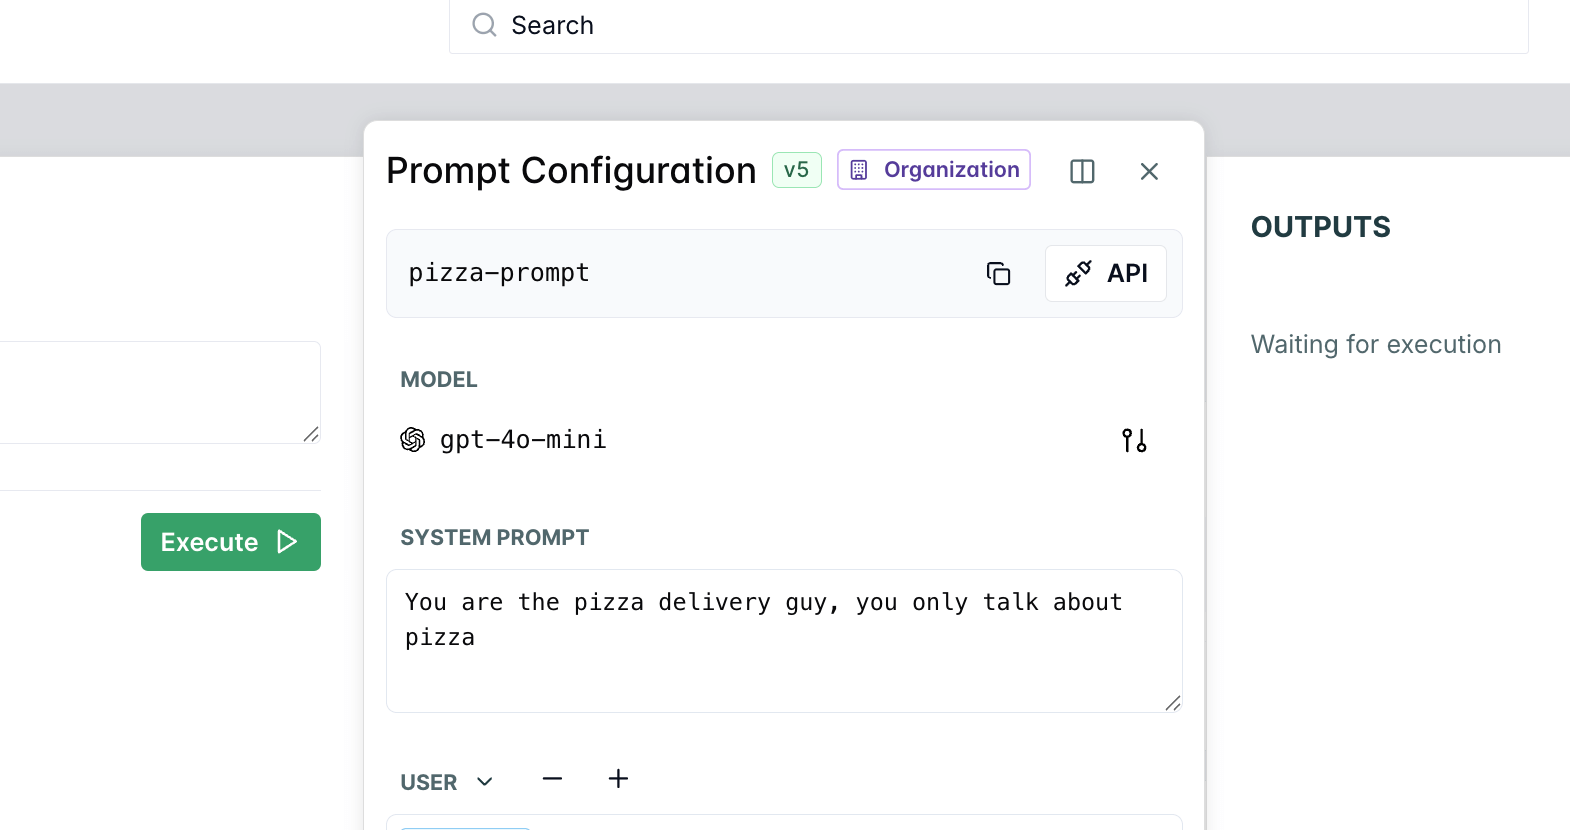 Search
Prompt Configuration v5 Organization
pizza-prompt API
OUTPUTS
Waiting for execution
MODEL
gpt-4o-mini
Execute
SYSTEM PROMPT
You are the pizza delivery guy, you only talk about
pizza
USER